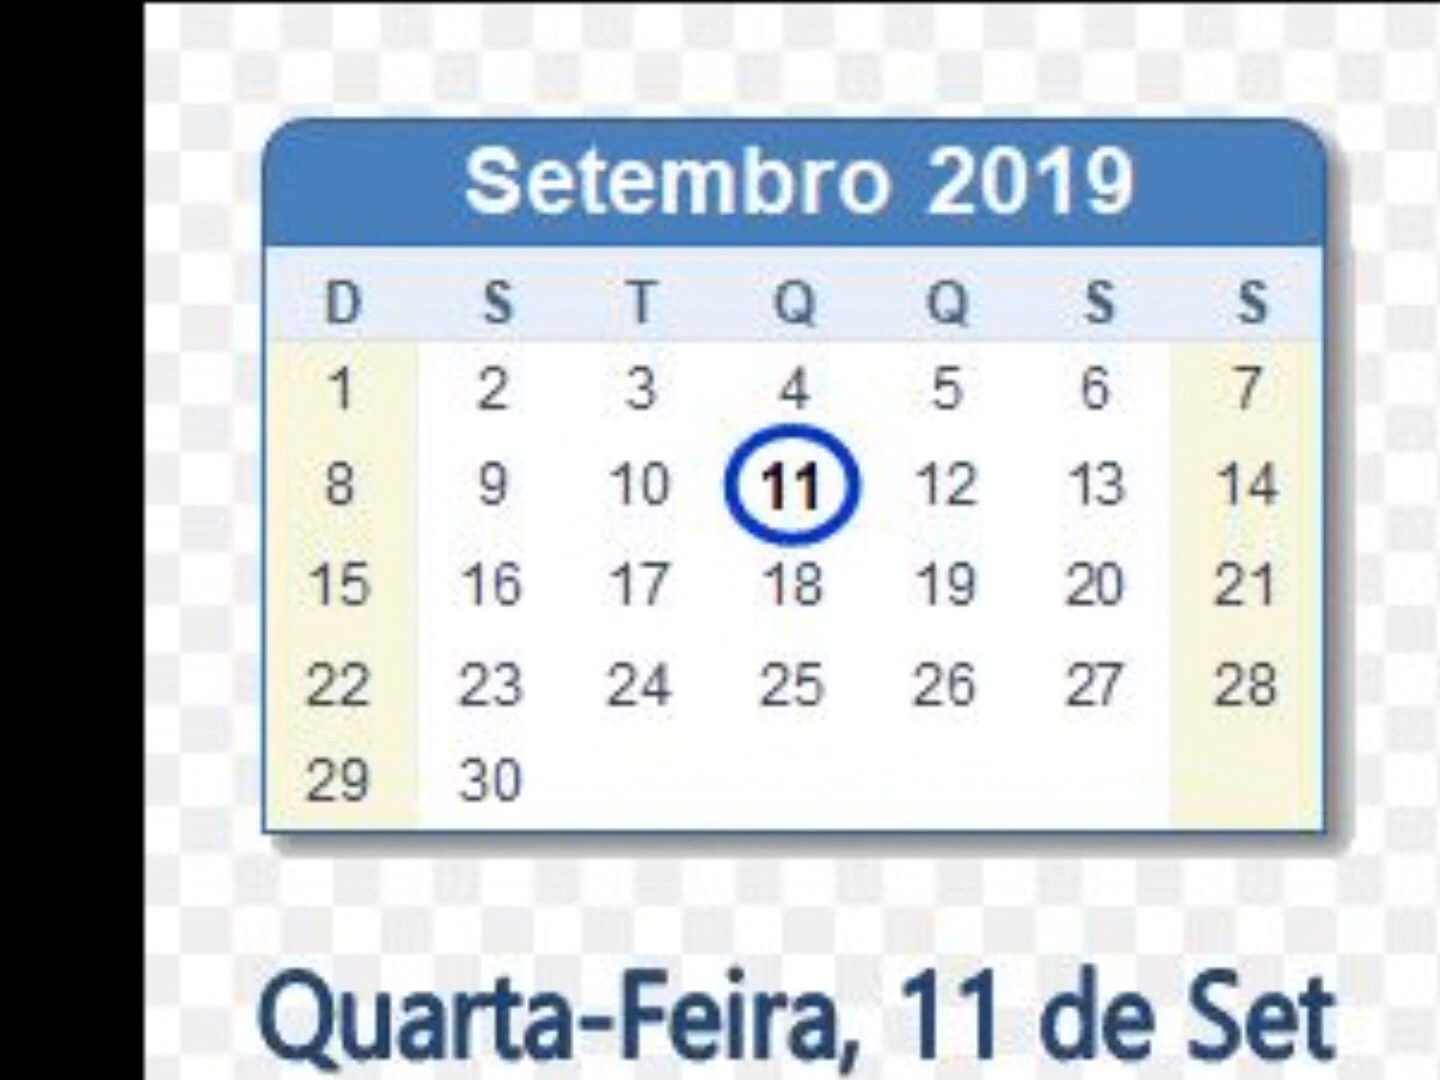 Setembro 2019
D S T Q Q S S
1 2 3 4 5 6 7
8 9 10 11 12 13 14
15 16 17 18 19 20 21
22 23 24 25 26 27 28
29 30
Quarta-Feira, 11 de Set